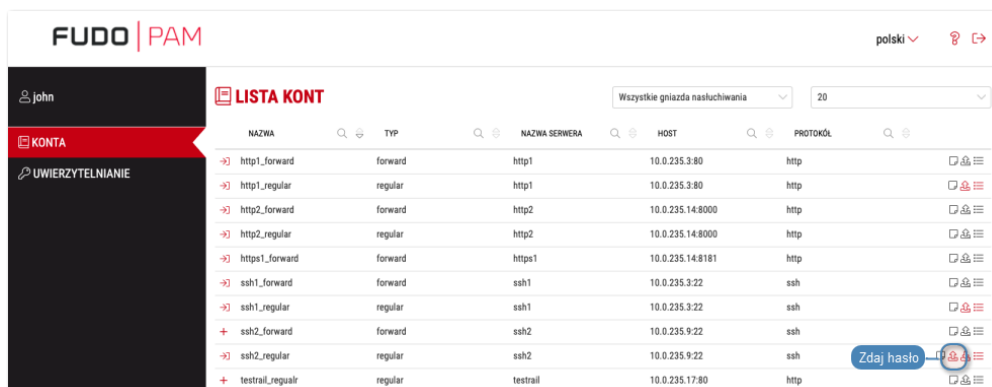 FUDO PAM
polski
john
KONTA
UWIERZYTELNIANIE
LISTA KONT
Wszystkie gniazda nasłuchiwania 20
NAZWA TYP NAZWA SERWERA HOST PROTOKÓŁ
http1_forward forward http1 10.0.235.3:80 http
http1_regular regular http1 10.0.235.3:80 http
http2_forward forward http2 10.0.235.14:8000 http
http2_regular regular http2 10.0.235.14:8000 http
https1_forward forward https1 10.0.235.14:8181 http
ssh1_forward forward ssh1 10.0.235.3:22 ssh
ssh1_regular regular ssh1 10.0.235.3:22 ssh
ssh2_forward forward ssh2 10.0.235.9:22 ssh
ssh2_regular regular ssh2 10.0.235.9:22 ssh Zdaj hasło
testrail_regualr regular testrail 10.0.235.17:80 http